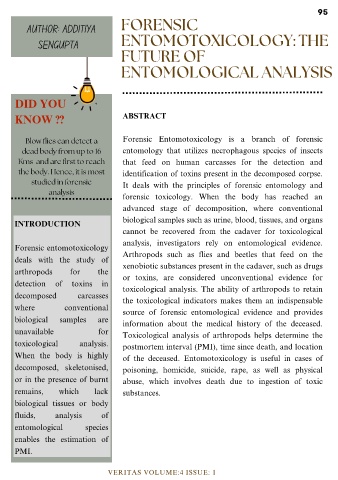 95
AUTHOR: ADDITIYA
SENGUPTA
FORENSIC
ENTOMOTOXICOLOGY: THE
FUTURE OF
ENTOMOLOGICAL ANALYSIS
DID YOU
KNOW ??
Blow flies can detect a
dead body from up to 16
Kms and are first to reach
the body. Hence, it is most
studied in forensic
analysis
INTRODUCTION
Forensic entomotoxicology
deals with the study of
arthropods for the
detection of toxins in
decomposed carcasses
where conventional
biological samples are
unavailable for
toxicological analysis.
When the body is highly
decomposed, skeletonised,
or in the presence of burnt
remains, which lack
biological tissues or body
fluids, analysis of
entomological species
enables the estimation of
PMI.
ABSTRACT
Forensic Entomotoxicology is a branch of forensic
entomology that utilizes necrophagous species of insects
that feed on human carcasses for the detection and
identification of toxins present in the decomposed corpse.
It deals with the principles of forensic entomology and
forensic toxicology. When the body has reached an
advanced stage of decomposition, where conventional
biological samples such as urine, blood, tissues, and organs
cannot be recovered from the cadaver for toxicological
analysis, investigators rely on entomological evidence.
Arthropods such as flies and beetles that feed on the
xenobiotic substances present in the cadaver, such as drugs
or toxins, are considered unconventional evidence for
toxicological analysis. The ability of arthropods to retain
the toxicological indicators makes them an indispensable
source of forensic entomological evidence and provides
information about the medical history of the deceased.
Toxicological analysis of arthropods helps determine the
postmortem interval (PMI), time since death, and location
of the deceased. Entomotoxicology is useful in cases of
poisoning, homicide, suicide, rape, as well as physical
abuse, which involves death due to ingestion of toxic
substances.
VERITAS VOLUME:4 ISSUE: 1